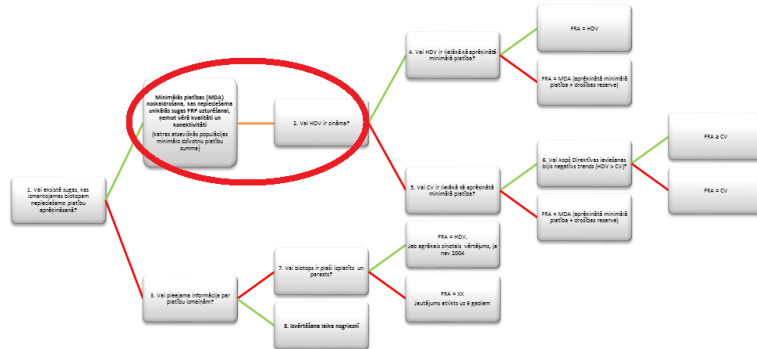 1. Vai eksistē sugas, kas
izmantojamas biotopam
nepieciešamo platību
aprēķināšanā?
Minimālās platības (MDA)
noskaidrošana, kas nepieciešama
unikālās sugas FRP uzturēšanai,
ņemot vērā kvalitāti un
konektivitāti
(katras atsevišķās populācijas
minimālo dzīvotņu platību
summa)
2. Vai HDV ir zināma?
4. Vai HDV ir lielākā kā aprēķinātā
minimālā platība?
FRA = HDV
FRA = MDA (aprēķinātā minimālā
platība + drošības rezerve)
5. Vai CV ir lielākā kā aprēķinātā
minimālā platība?
6. Vai kopš Direktīvas ieviešanas
bijis negatīvs trends (HDV > CV)?
FRA ≥ CV
FRA = CV
FRA = MDA (aprēķinātā minimālā
platība + drošības rezerve)
3. Vai pieejama informācija par
platību izmaiņām?
7. Vai biotops ir plaši izplatīts un
parasts?
FRA = HDV,
Jeb agrākais ziņotais vērtējums, ja
nav 2004
FRA = XX
Jautājums atlikts uz 6 gadiem
8. Izvērtēšana laika nogrieznī